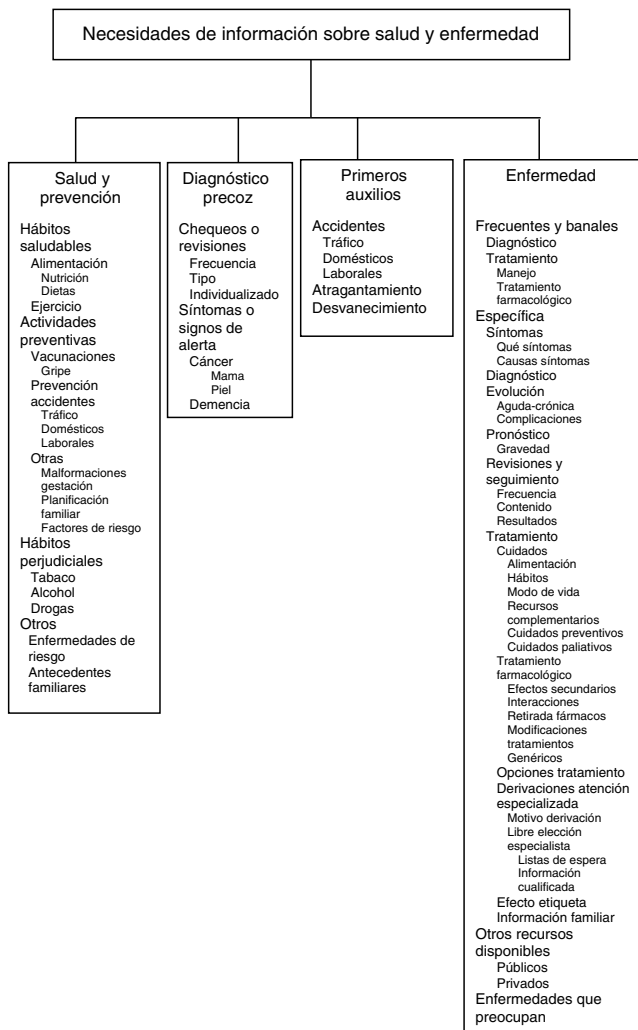 Necesidades de información sobre salud y enfermedad
Salud y
prevención
Hábitos
saludables
Alimentación
Nutrición
Dietas
Ejercicio
Actividades
preventivas
Vacunaciones
Gripe
Prevención
accidentes
Tráfico
Domésticos
Laborales
Otras
Malformaciones
gestación
Planificación
familiar
Factores de riesgo
Hábitos
perjudiciales
Tabaco
Alcohol
Drogas
Otros
Enfermedades de
riesgo
Antecedentes
familiares
Diagnóstico
precoz
Chequeos o
revisiones
Frecuencia
Tipo
Individualizado
Síntomas o
signos de
alerta
Cáncer
Mama
Piel
Demencia
Primeros
auxilios
Accidentes
Tráfico
Domésticos
Laborales
Atragantamiento
Desvanecimiento
Enfermedad
Frecuentes y banales
Diagnóstico
Tratamiento
Manejo
Tratamiento
farmacológico
Específica
Síntomas
Qué síntomas
Causas síntomas
Diagnóstico
Evolución
Aguda-crónica
Complicaciones
Pronóstico
Gravedad
Revisiones y
seguimiento
Frecuencia
Contenido
Resultados
Tratamiento
Cuidados
Alimentación
Hábitos
Modo de vida
Recursos
complementarios
Cuidados preventivos
Cuidados paliativos
Tratamiento
farmacológico
Efectos secundarios
Interacciones
Retirada fármacos
Modificaciones
tratamientos
Genéricos
Opciones tratamiento
Derivaciones atención
especializada
Motivo derivación
Libre elección
especialista
Listas de espera
Información
cualificada
Efecto etiqueta
Información familiar
Otros recursos
disponibles
Públicos
Privados
Enfermedades que
preocupan